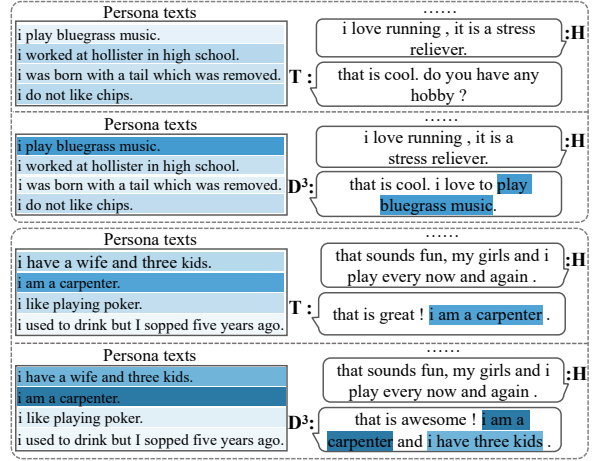 Persona texts
i play bluegrass music.
i worked at hollister in high school.
i was born with a tail which was removed.
i do not like chips.
......
i love running , it is a stress
reliever.
:H
T :
that is cool. do you have any
hobby ?
Persona texts
i play bluegrass music.
i worked at hollister in high school.
i was born with a tail which was removed.
i do not like chips.
......
i love running , it is a
stress reliever.
:H
D³:
that is cool. i love to play
bluegrass music.
Persona texts
i have a wife and three kids.
i am a carpenter.
i like playing poker.
i used to drink but I sopped five years ago.
......
that sounds fun, my girls and i
play every now and again .
:H
T :
that is great ! i am a carpenter .
Persona texts
i have a wife and three kids.
i am a carpenter.
i like playing poker.
i used to drink but I sopped five years ago.
......
that sounds fun, my girls and i
play every now and again .
:H
D³:
that is awesome ! i am a
carpenter and i have three kids .